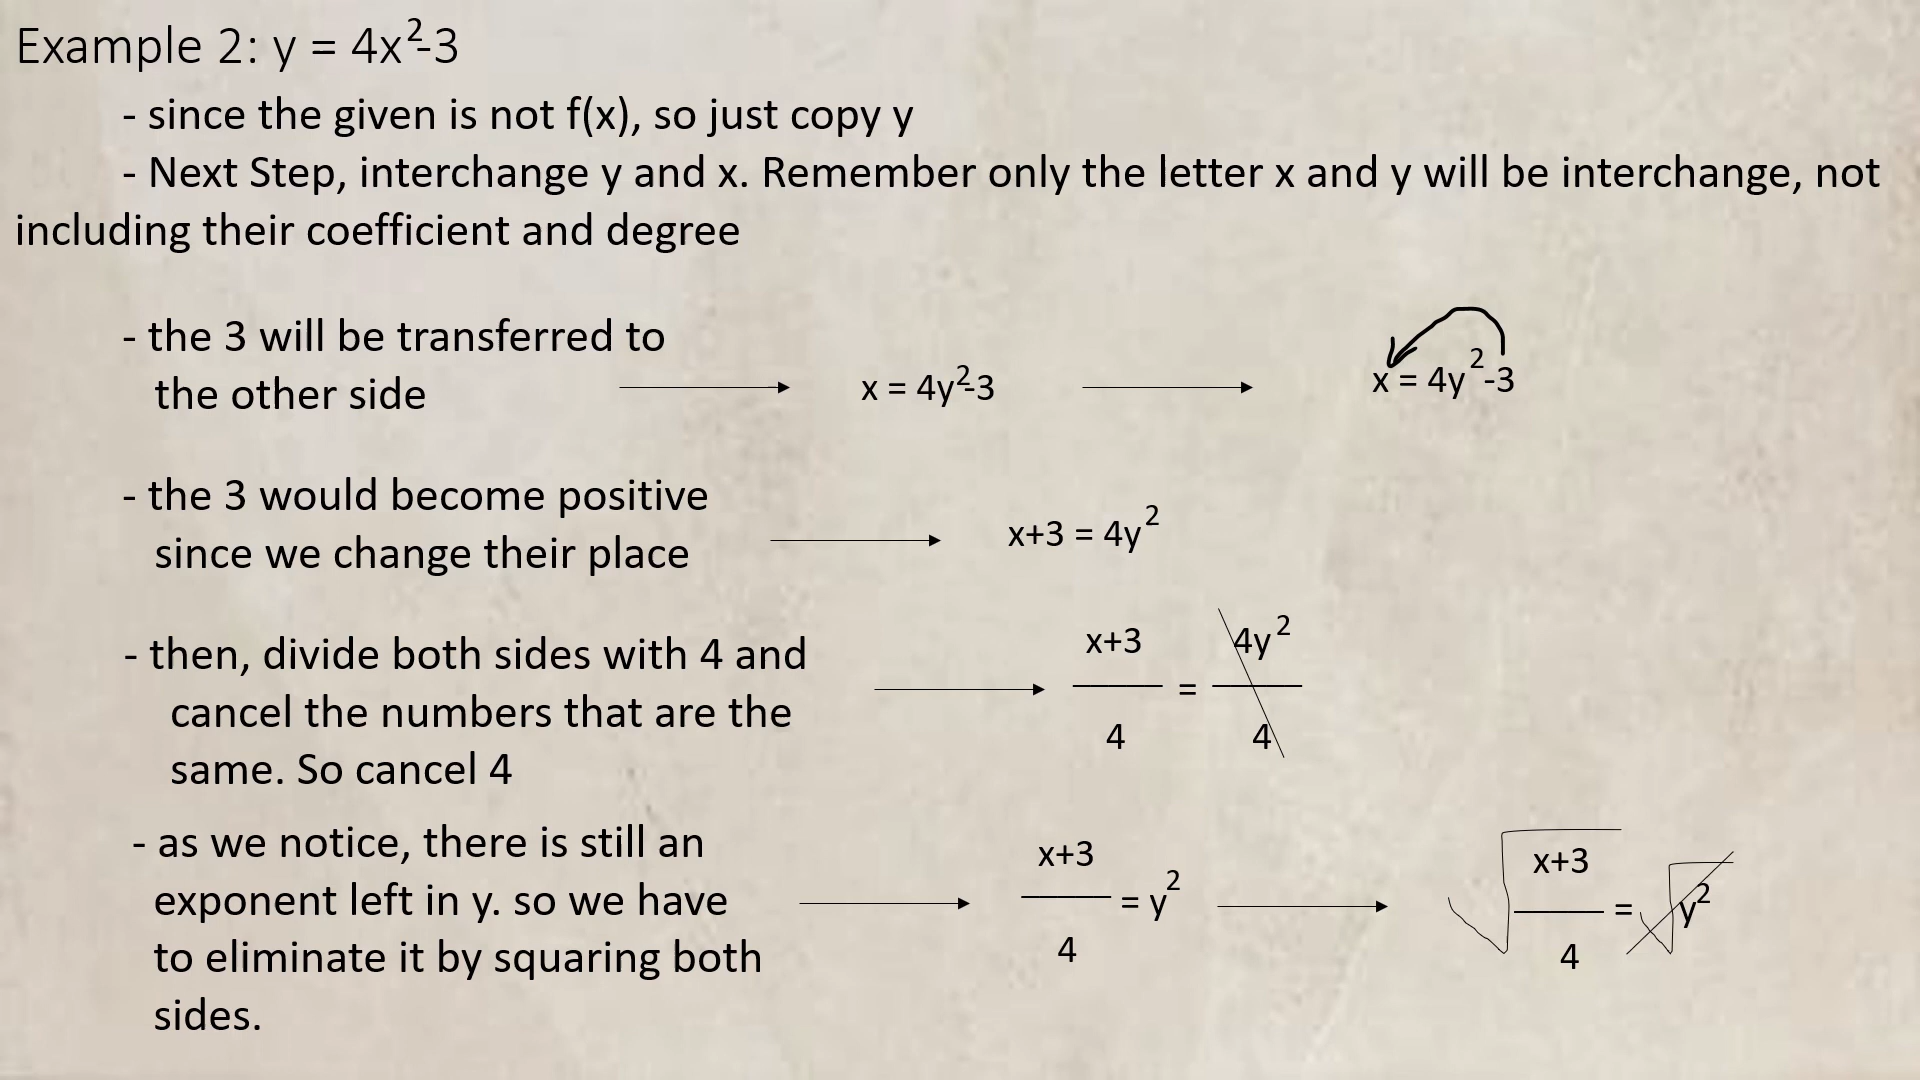 Example 2: y = 4x²-3
- since the given is not f(x), so just copy y
- Next Step, interchange y and x. Remember only the letter x and y will be interchange, not
including their coefficient and degree
- the 3 will be transferred to
the other side
x = 4y²-3
x = 4y²-3
- the 3 would become positive
since we change their place
x+3 = 4y²
- then, divide both sides with 4 and
cancel the numbers that are the
same. So cancel 4
x+3
4
=
4y²
4
- as we notice, there is still an
exponent left in y. so we have
to eliminate it by squaring both
sides.
x+3
4
= y²
√
x+3
4
=
√y²